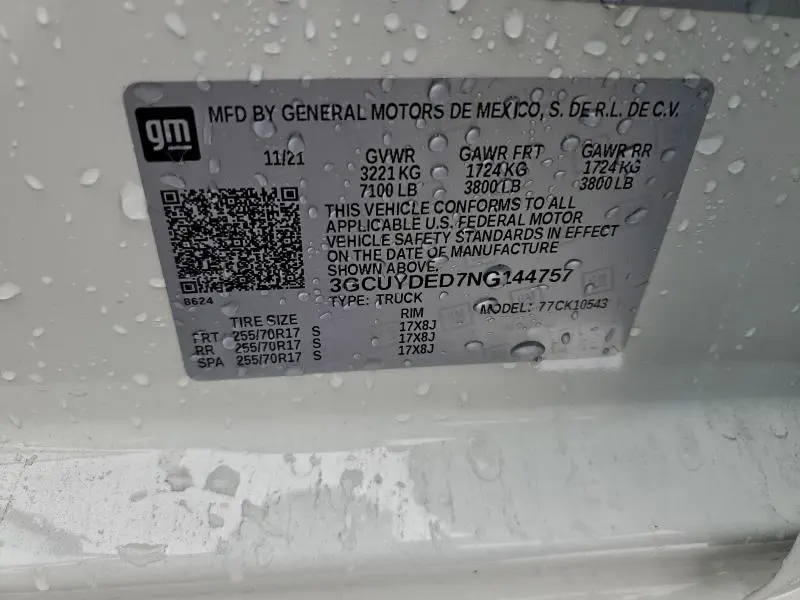 gm
MFD BY GENERAL MOTORS DE MEXICO, S. DE R.L. DE C.V.
11/21 GVWR GAWR FRT GAWR RR
3221 KG 1724 KG 1724 KG
7100 LB 3800 LB 3800 LB
THIS VEHICLE CONFORMS TO ALL
APPLICABLE U.S. FEDERAL MOTOR
VEHICLE SAFETY STANDARDS IN EFFECT
ON THE DATE OF MANUFACTURE
SHOWN ABOVE.
8624
3GCUYDED7NG144757
TYPE: TRUCK MODEL: 77CK10543
TIRE SIZE RIM
FRT 255/70R17 S 17X8J
RR 255/70R17 S 17X8J
SPA 255/70R17 S 17X8J